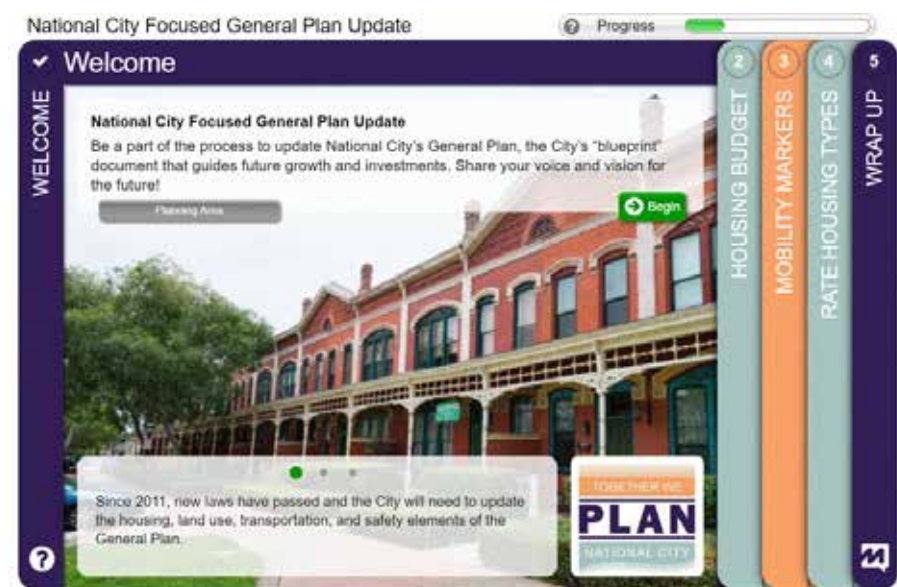 National City Focused General Plan Update
Progress
Welcome
WELCOME
National City Focused General Plan Update
Be a part of the process to update National City's General Plan, the City's "blueprint"
document that guides future growth and investments. Share your voice and vision for
the future!
Planning Area
Begin
Since 2011, new laws have passed and the City will need to update
the housing, land use, transportation, and safety elements of the
General Plan.
TOGETHER WE
PLAN
NATIONAL CITY
2
HOUSING BUDGET
3
MOBILITY MARKERS
4
RATE HOUSING TYPES
5
WRAP UP